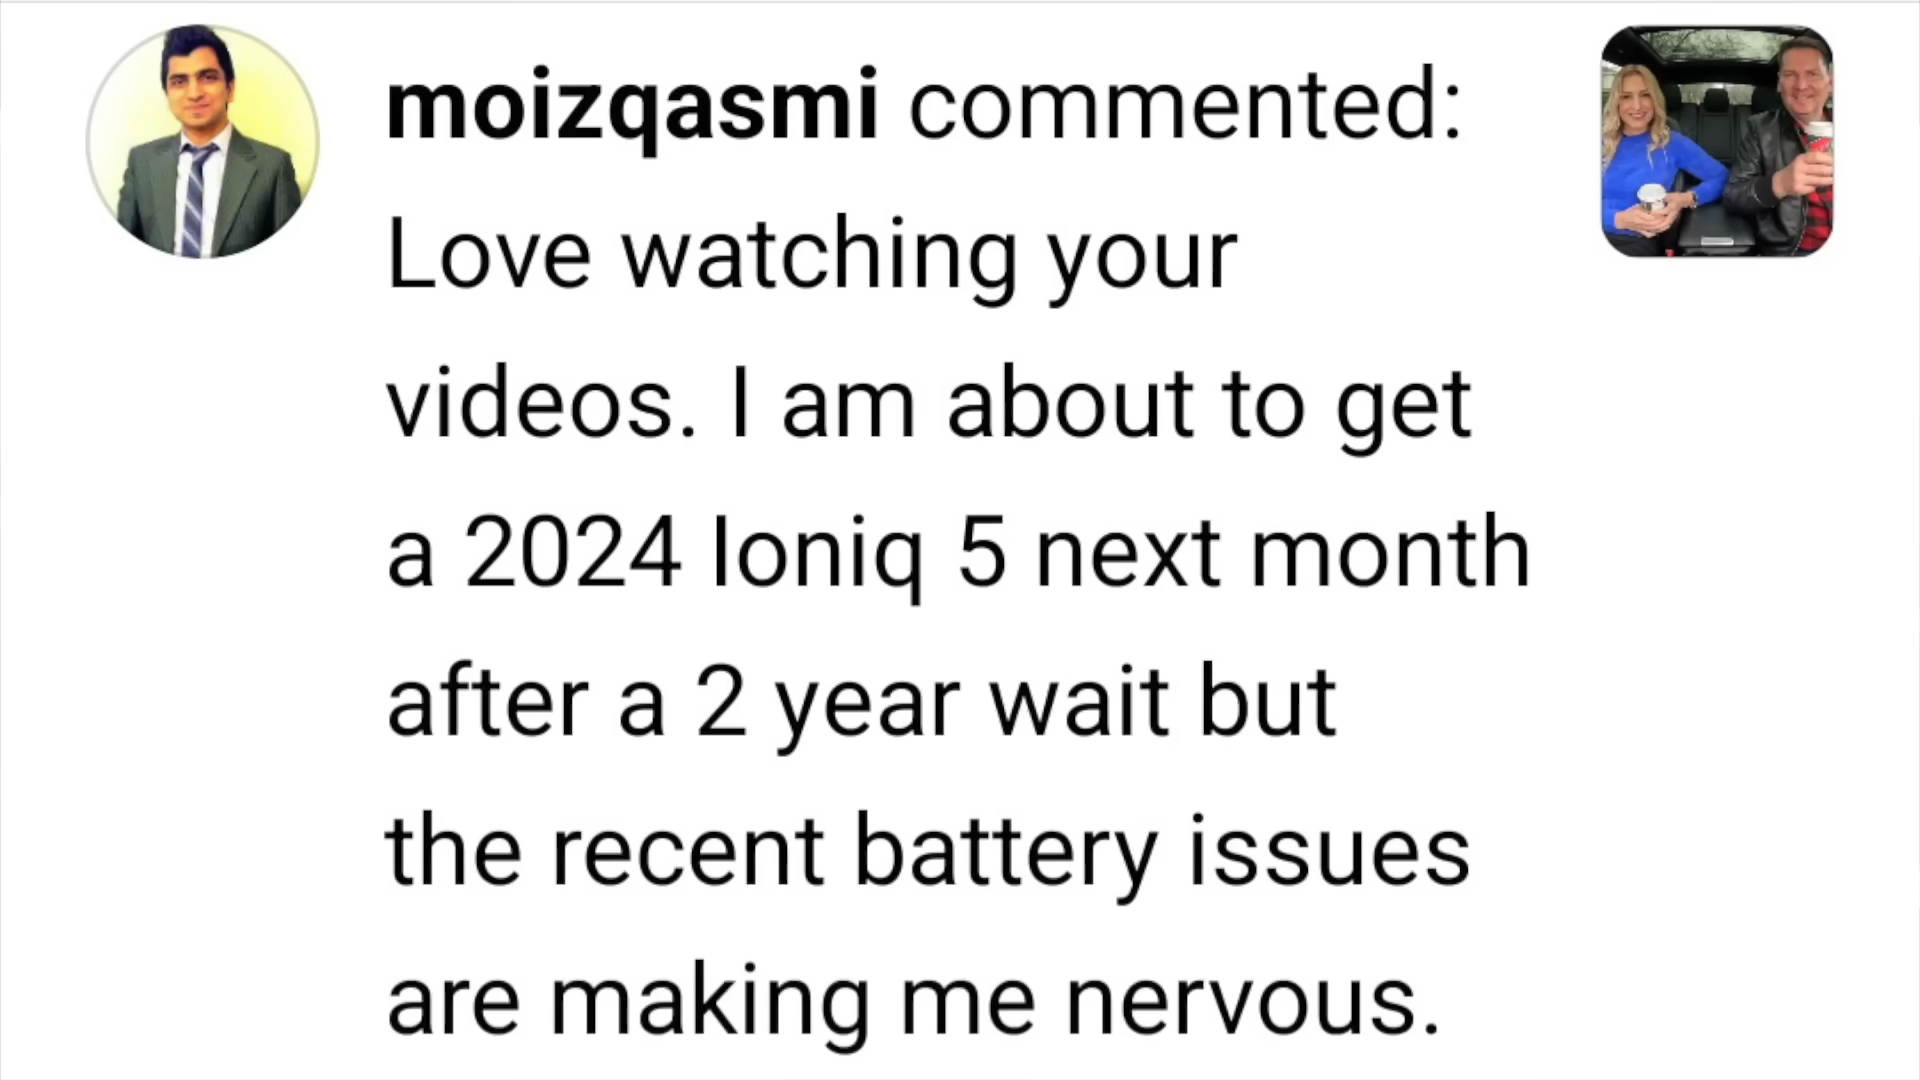 moizqasmi commented:
Love watching your
videos. I am about to get
a 2024 Ioniq 5 next month
after a 2 year wait but
the recent battery issues
are making me nervous.